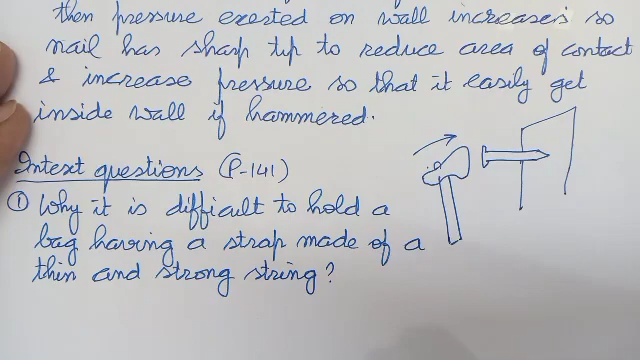 then pressure exerted on wall increases so
nail has sharp tip to reduce area of contact
& increase pressure so that it easily get
inside wall if hammered.
Intext questions (P-141)
① Why it is difficult to hold a
bag having a strap made of a
thin and strong string?